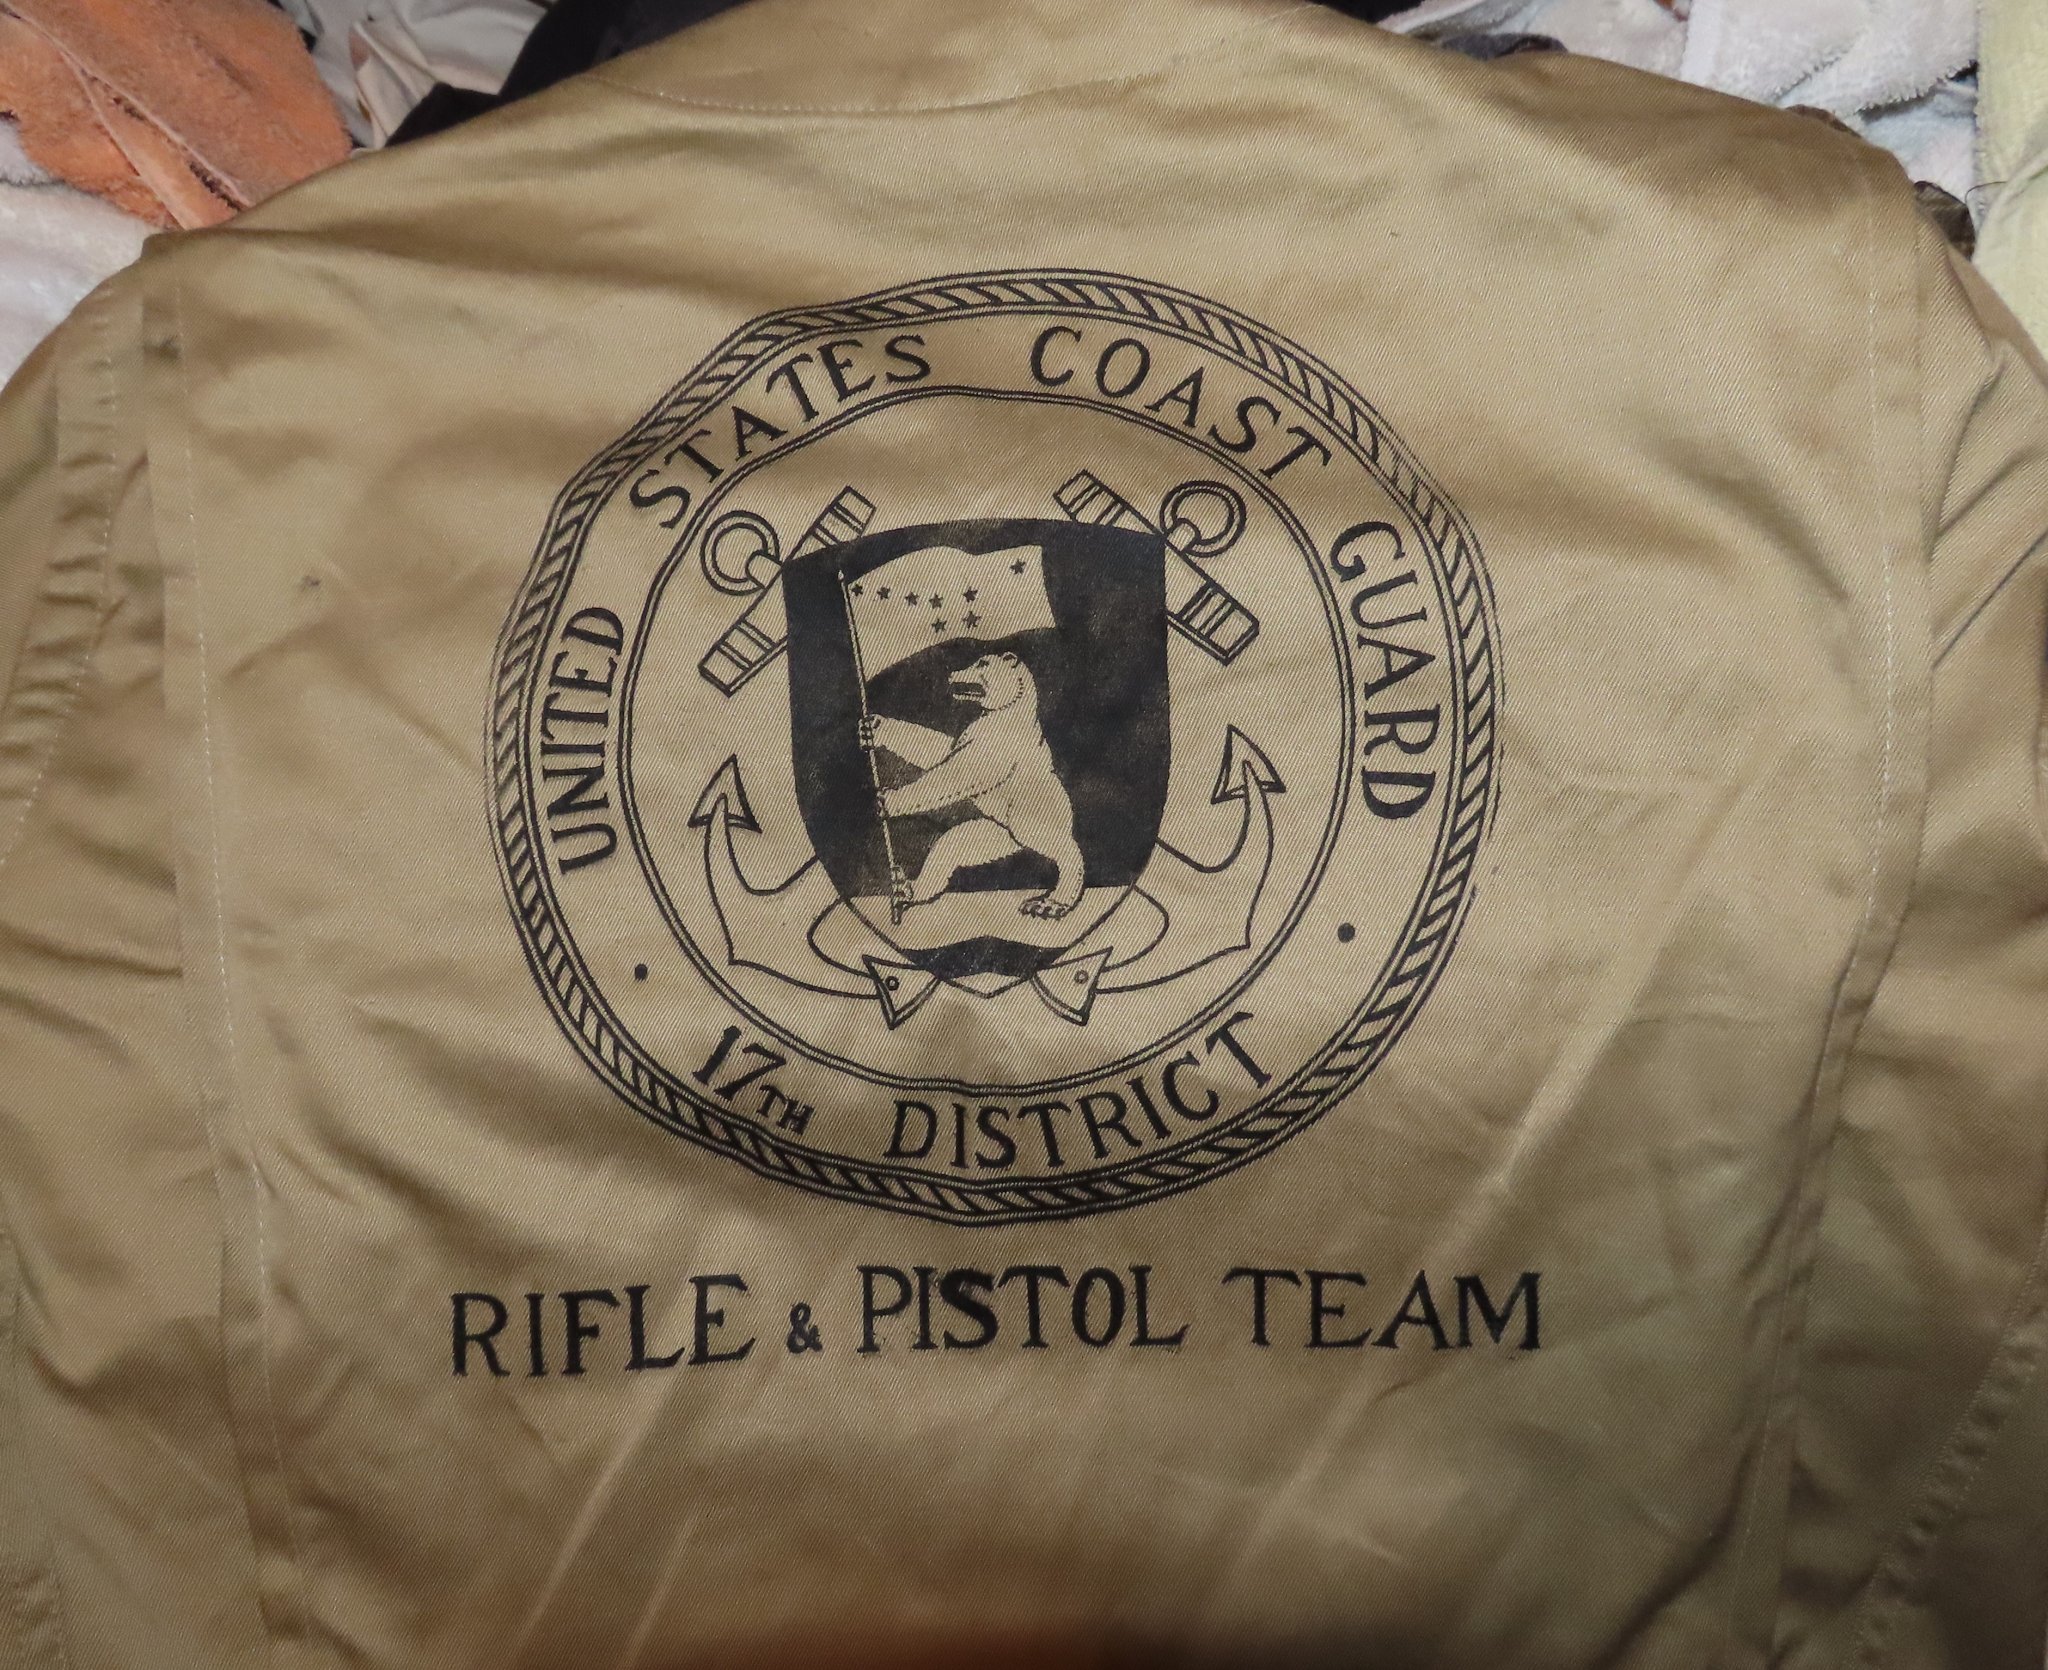 UNITED STATES COAST GUARD
17TH DISTRICT
RIFLE & PISTOL TEAM